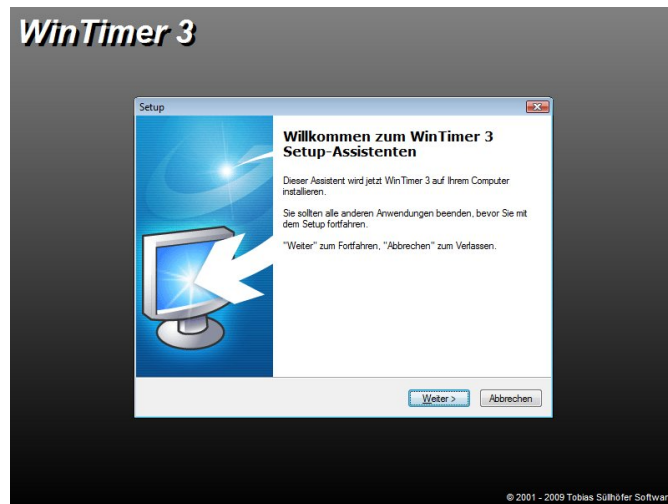 WinTimer 3
Setup
Willkommen zum WinTimer 3
Setup-Assistenten
Dieser Assistent wird jetzt WinTimer 3 auf Ihrem Computer
installieren.
Sie sollten alle anderen Anwendungen beenden, bevor Sie mit
dem Setup fortfahren.
"Weiter" zum Fortfahren, "Abbrechen" zum Verlassen.
Weiter >
Abbrechen
© 2001 - 2009 Tobias Süllhöfer Softwar